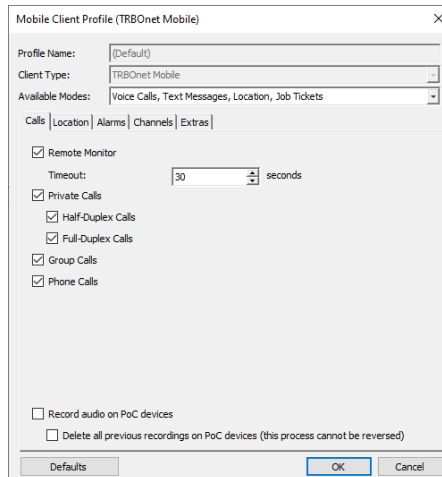 Mobile Client Profile (TRBOnet Mobile)
Profile Name: (Default)
Client Type: TRBOnet Mobile
Available Modes: Voice Calls, Text Messages, Location, Job Tickets
Calls Location Alarms Channels Extras
Remote Monitor
Timeout: 30 seconds
Private Calls
Half-Duplex Calls
Full-Duplex Calls
Group Calls
Phone Calls
Record audio on PoC devices
Delete all previous recordings on PoC devices (this process cannot be reversed)
Defaults OK Cancel